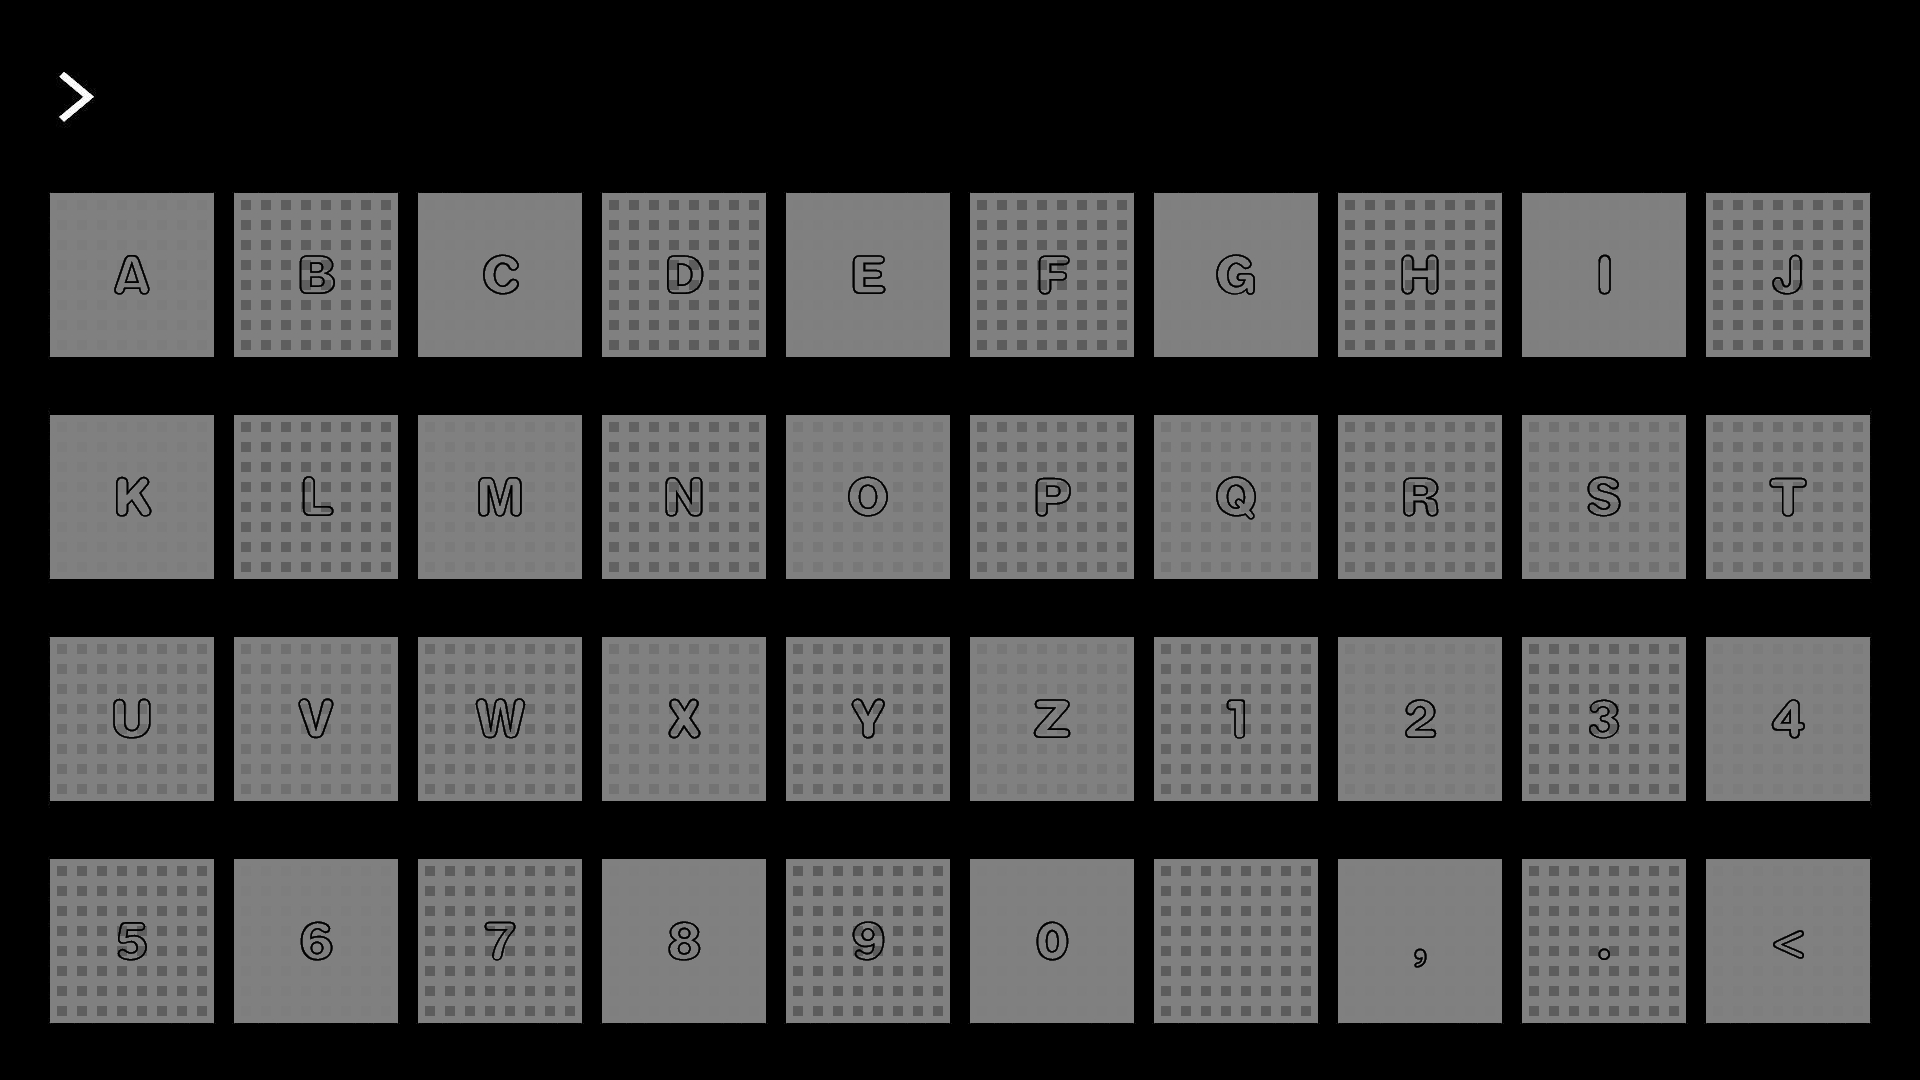 >
A B C D E F G H I J
K L M N O P Q R S T
U V W X Y Z 1 2 3 4
5 6 7 8 9 0 , . <